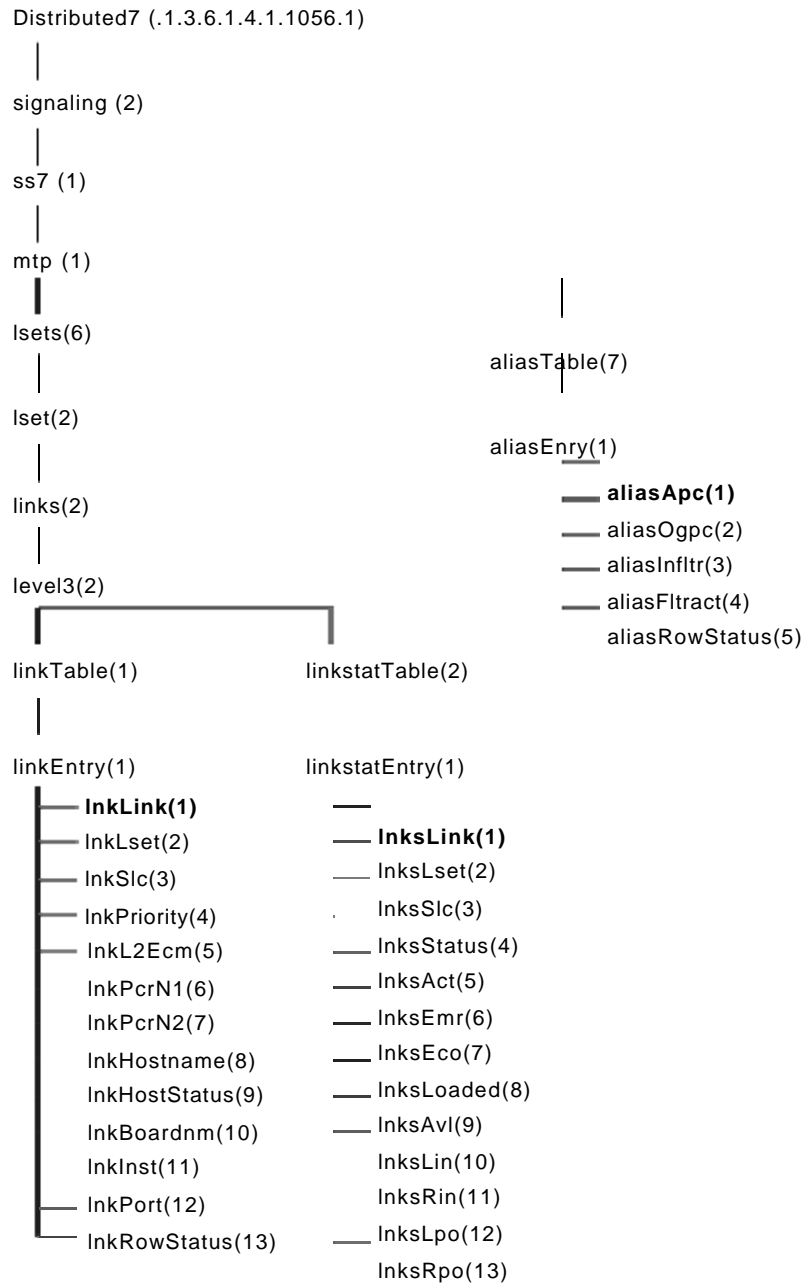 Distributed7 (.1.3.6.1.4.1.1056.1)
signaling (2)
ss7 (1)
mtp (1)
lsets(6)
lset(2)
links(2)
level3(2)
aliasTable(7)
aliasEnry(1)
aliasApc(1)
aliasOgpc(2)
aliasInfltr(3)
aliasFltract(4)
aliasRowStatus(5)
linkTable(1)
linkEntry(1)
lnkLink(1)
lnkLset(2)
lnkSlc(3)
lnkPriority(4)
lnkL2Ecm(5)
lnkPcrN1(6)
lnkPcrN2(7)
lnkHostname(8)
lnkHostStatus(9)
lnkBoardnm(10)
lnkInst(11)
lnkPort(12)
lnkRowStatus(13)
linkstatTable(2)
linkstatEntry(1)
lnksLink(1)
lnksLset(2)
lnksSlc(3)
lnksStatus(4)
lnksAct(5)
lnksEmr(6)
lnksEco(7)
lnksLoaded(8)
lnksAvl(9)
lnksLin(10)
lnksRin(11)
lnksLpo(12)
lnksRpo(13)